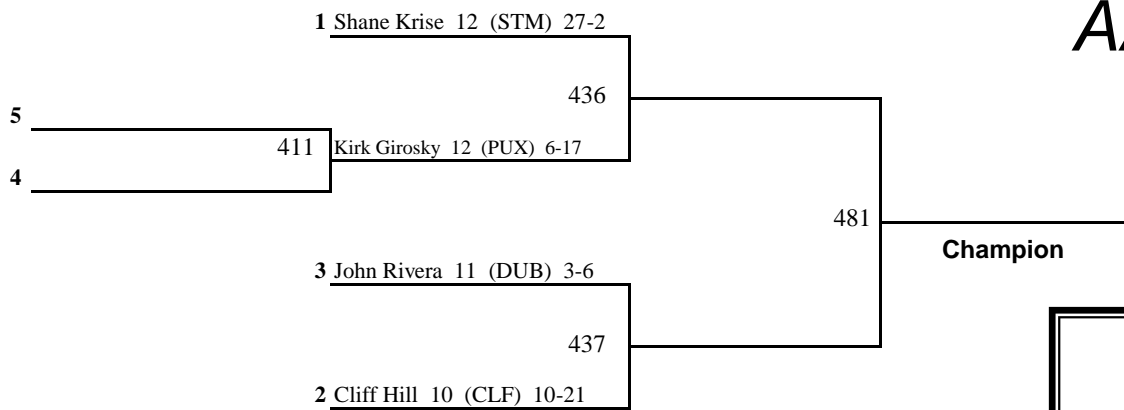 1 Shane Krise 12 (STM) 27-2
436
5
411 Kirk Girosky 12 (PUX) 6-17
4
481
Champion
3 John Rivera 11 (DUB) 3-6
437
2 Cliff Hill 10 (CLF) 10-21